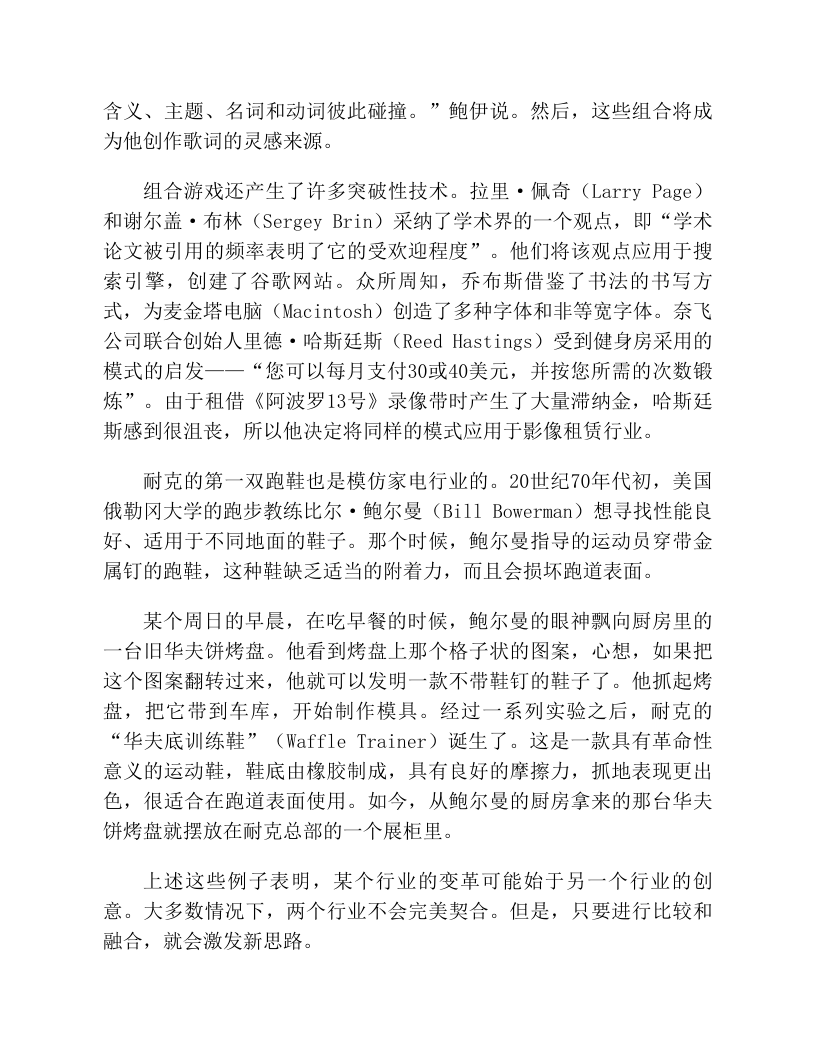 含义、主题、名词和动词彼此碰撞。”鲍伊说。然后，这些组合将成
为他创作歌词的灵感来源。
组合游戏还产生了许多突破性技术。拉里·佩奇（Larry Page）
和谢尔盖·布林（Sergey Brin）采纳了学术界的一个观点，即“学术
论文被引用的频率表明了它的受欢迎程度”。他们将该观点应用于搜
索引擎，创建了谷歌网站。众所周知，乔布斯借鉴了书法的书写方
式，为麦金塔电脑（Macintosh）创造了多种字体和非等宽字体。奈飞
公司联合创始人里德·哈斯廷斯（Reed Hastings）受到健身房采用的
模式的启发——“您可以每月支付30或40美元，并按您所需的次数锻
炼”。由于租借《阿波罗13号》录像带时产生了大量滞纳金，哈斯廷
斯感到很沮丧，所以他决定将同样的模式应用于影像租赁行业。
耐克的第一双跑鞋也是模仿家电行业的。20世纪70年代初，美国
俄勒冈大学的跑步教练比尔·鲍尔曼（Bill Bowerman）想寻找性能良
好、适用于不同地面的鞋子。那个时候，鲍尔曼指导的运动员穿带金
属钉的跑鞋，这种鞋缺乏适当的附着力，而且会损坏跑道表面。
某个周日的早晨，在吃早餐的时候，鲍尔曼的眼神飘向厨房里的
一台旧华夫饼烤盘。他看到烤盘上那个格子状的图案，心想，如果把
这个图案翻转过来，他就可以发明一款不带鞋钉的鞋子了。他抓起烤
盘，把它带到车库，开始制作模具。经过一系列实验之后，耐克的
“华夫底训练鞋”（Waffle Trainer）诞生了。这是一款具有革命性
意义的运动鞋，鞋底由橡胶制成，具有良好的摩擦力，抓地表现更出
色，很适合在跑道表面使用。如今，从鲍尔曼的厨房拿来的那台华夫
饼烤盘就摆放在耐克总部的一个展柜里。
上述这些例子表明，某个行业的变革可能始于另一个行业的创
意。大多数情况下，两个行业不会完美契合。但是，只要进行比较和
融合，就会激发新思路。